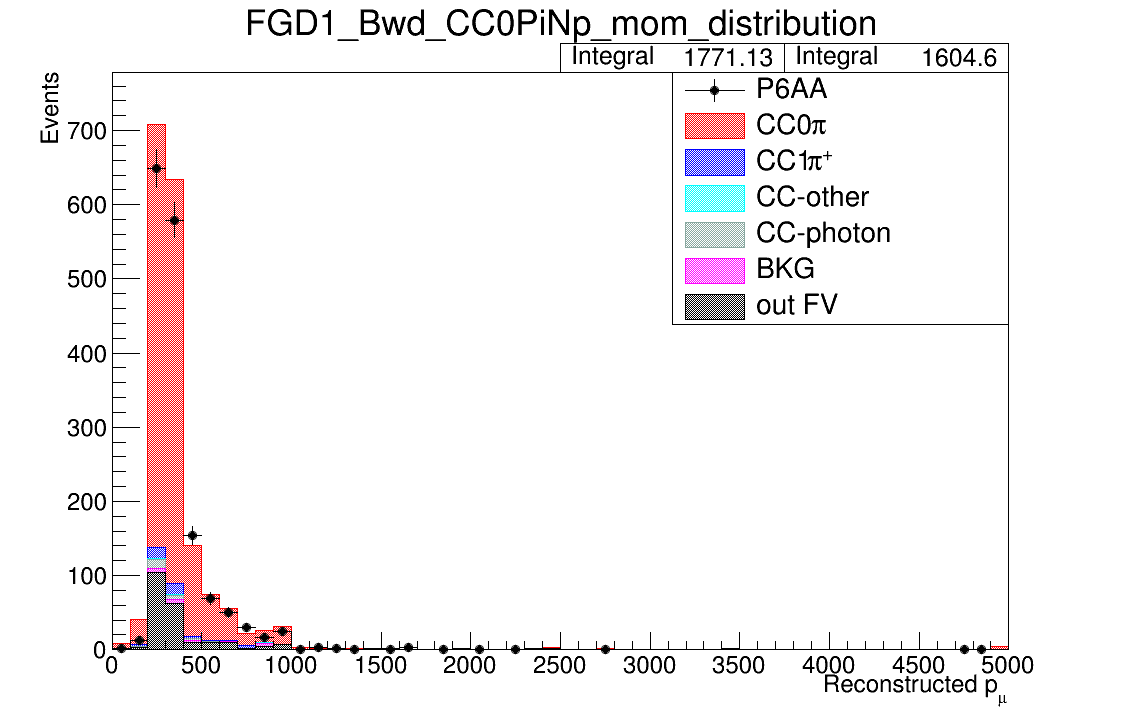 FGD1_Bwd_CC0PiNp_mom_distribution
Integral 1771.13 Integral 1604.6
Events
P6AA
CC0π
CC1π⁺
CC-other
CC-photon
BKG
out FV
700
600
500
400
300
200
100
0
0 500 1000 1500 2000 2500 3000 3500 4000 4500 5000
Reconstructed pμ